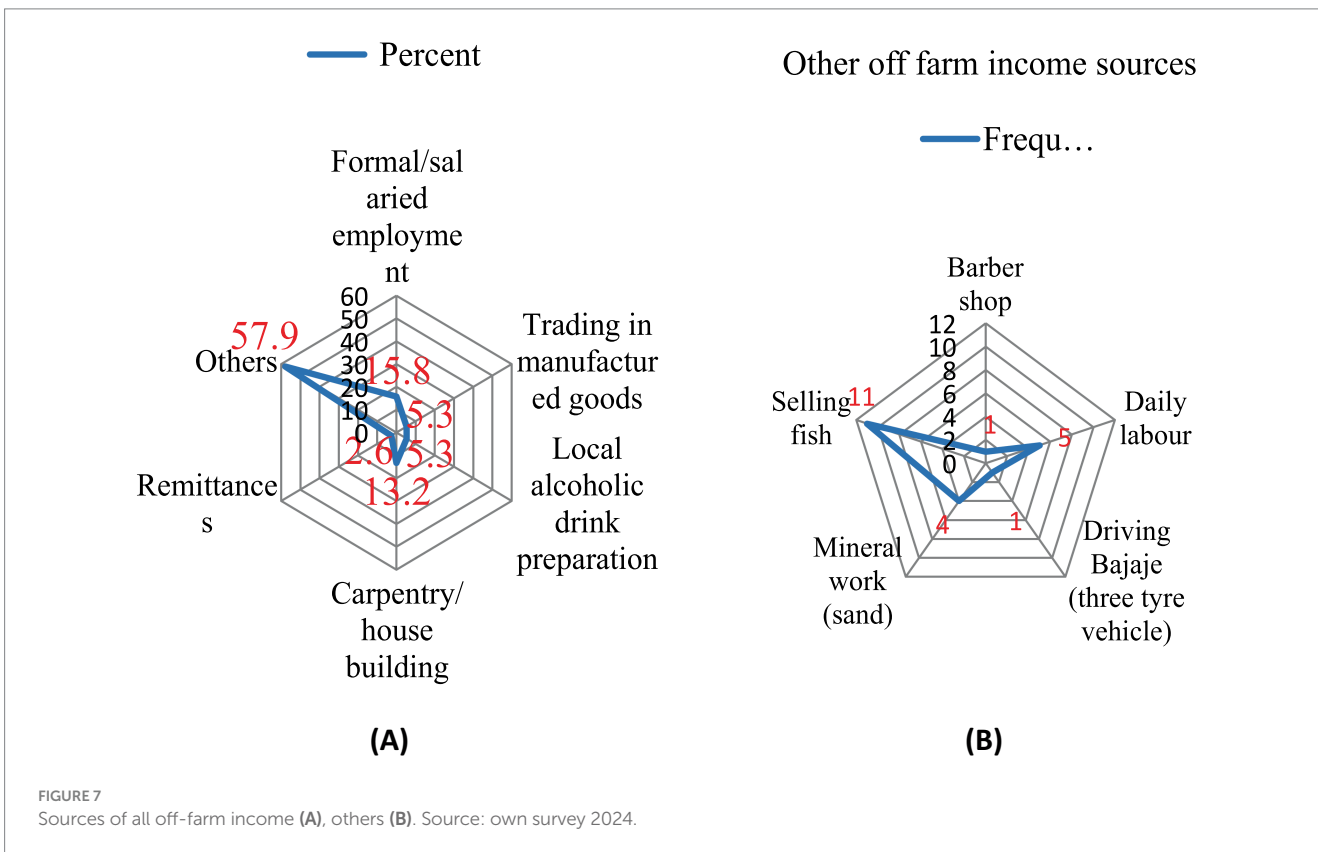 Percent
Formal/sal
aried
employme
nt
60
50
40
30
20
10
0
57.9
Others
15.8
Trading in
manufactur
ed goods
5.3
5.3
Local
alcoholic
drink
preparation
2.6
13.2
Remittance
s
Carpentry/
house
building
(A)
Other off farm income sources
Frequ…
Barber
shop
12
10
8
6
4
2
0
11
Selling
fish
1
5
Daily
labour
4
1
Mineral
work
(sand)
Driving
Bajaje
(three tyre
vehicle)
(B)
FIGURE 7
Sources of all off-farm income (A), others (B). Source: own survey 2024.